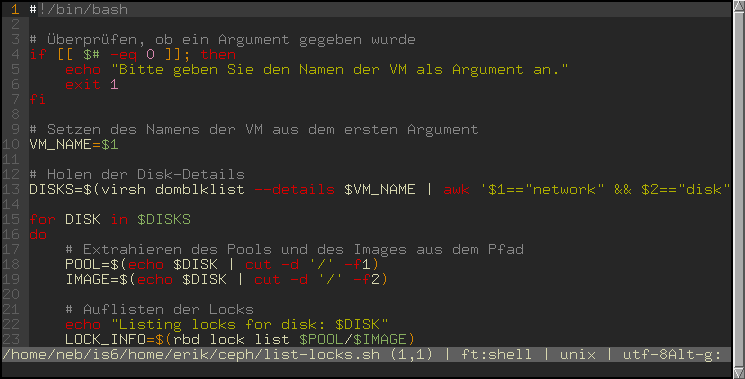 1 #!/bin/bash
2
3 # Überprüfen, ob ein Argument gegeben wurde
4 if [[ $# -eq 0 ]]; then
5     echo "Bitte geben Sie den Namen der VM als Argument an."
6     exit 1
7 fi
8
9 # Setzen des Namens der VM aus dem ersten Argument
10 VM_NAME=$1
11
12 # Holen der Disk-Details
13 DISKS=$(virsh domblklist --details $VM_NAME | awk '$1=="network" && $2=="disk"
14
15 for DISK in $DISKS
16 do
17     # Extrahieren des Pools und des Images aus dem Pfad
18     POOL=$(echo $DISK | cut -d '/' -f1)
19     IMAGE=$(echo $DISK | cut -d '/' -f2)
20
21     # Auflisten der Locks
22     echo "Listing locks for disk: $DISK"
23     LOCK_INFO=$(rbd lock list $POOL/$IMAGE)
/home/neb/is6/home/erik/ceph/list-locks.sh (1,1) | ft:shell | unix | utf-8Alt-g: